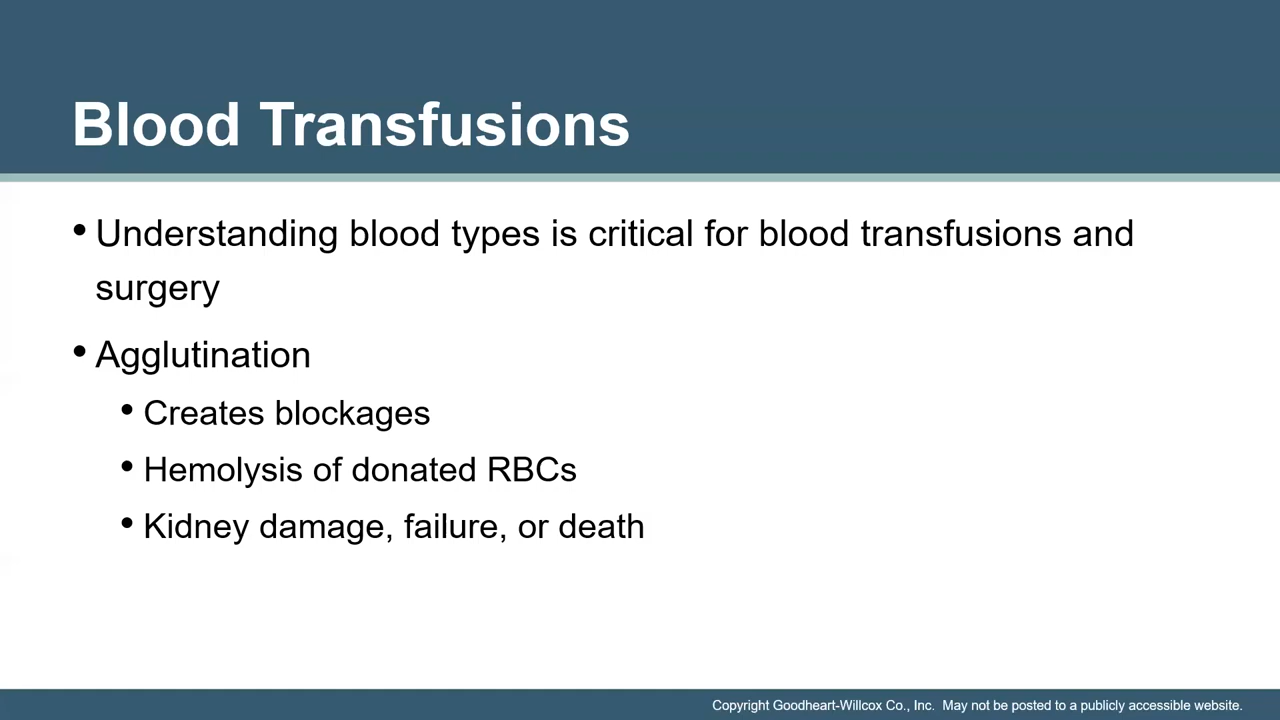 Blood Transfusions
• Understanding blood types is critical for blood transfusions and
surgery
• Agglutination
• Creates blockages
• Hemolysis of donated RBCs
• Kidney damage, failure, or death
Copyright Goodheart-Willcox Co., Inc.  May not be posted to a publicly accessible website.